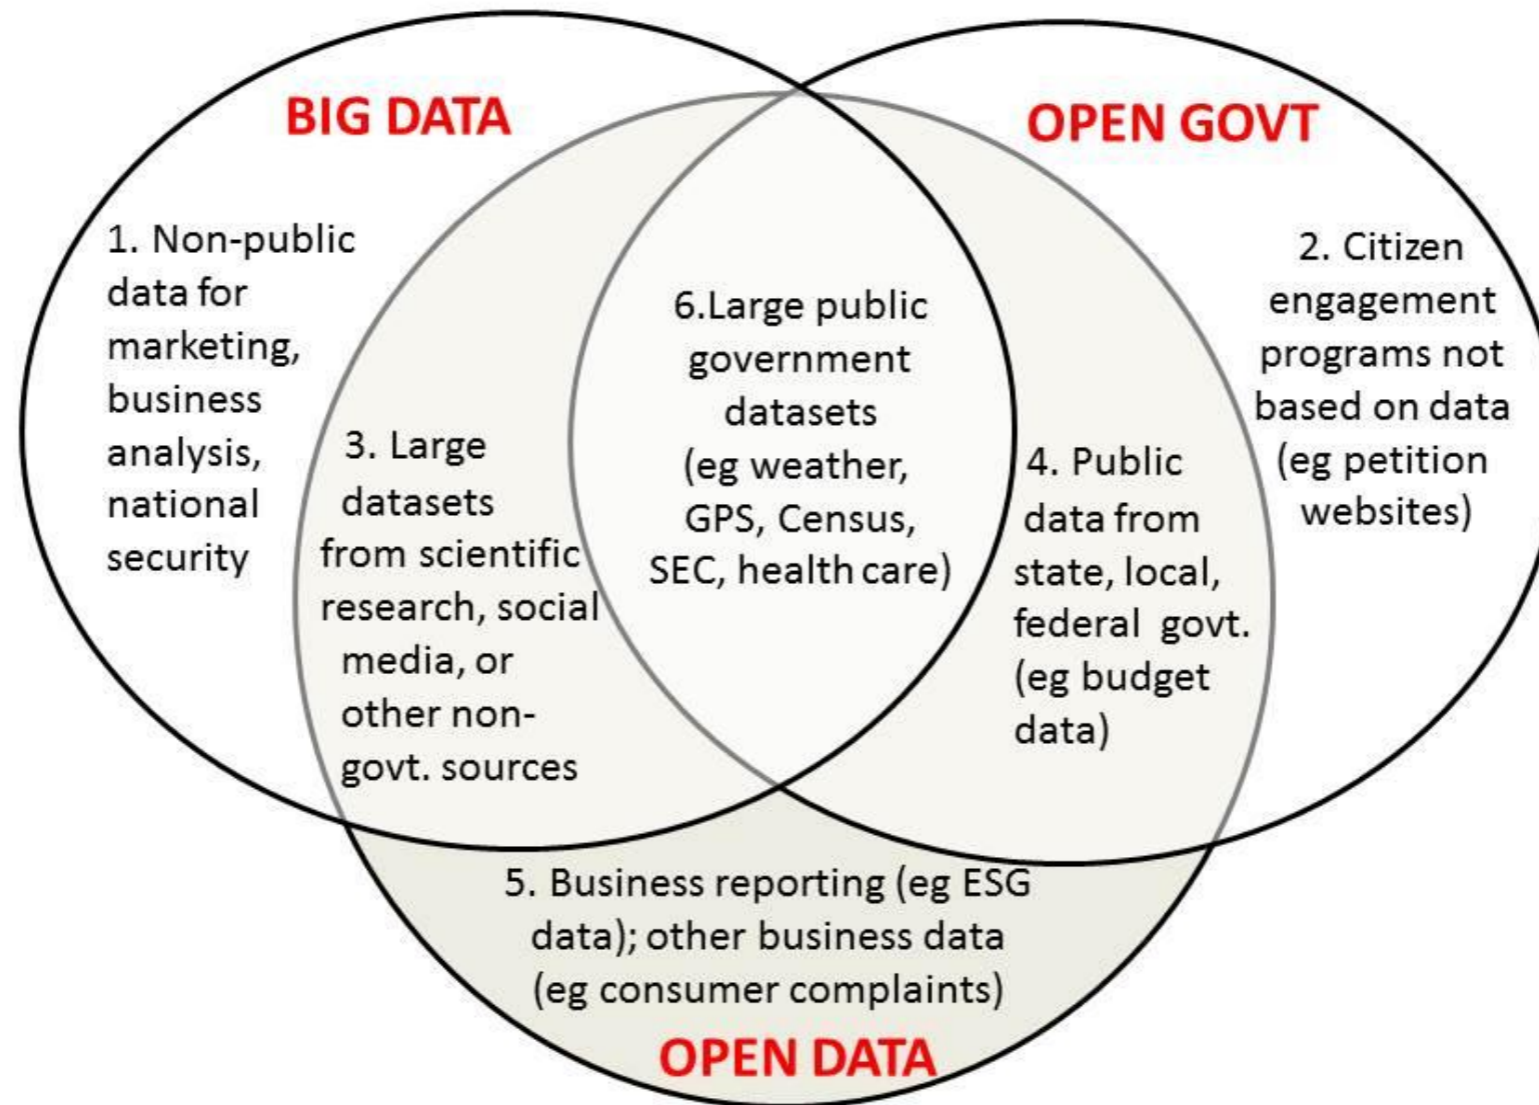 BIG DATA
OPEN GOVT
1. Non-public
data for
marketing,
business
analysis,
national
security
2. Citizen
engagement
programs not
based on data
(eg petition
websites)
3. Large
datasets
from scientific
research, social
media, or
other non-
govt. sources
6.Large public
government
datasets
(eg weather,
GPS, Census,
SEC, health care)
4. Public
data from
state, local,
federal govt.
(eg budget
data)
5. Business reporting (eg ESG
data); other business data
(eg consumer complaints)
OPEN DATA